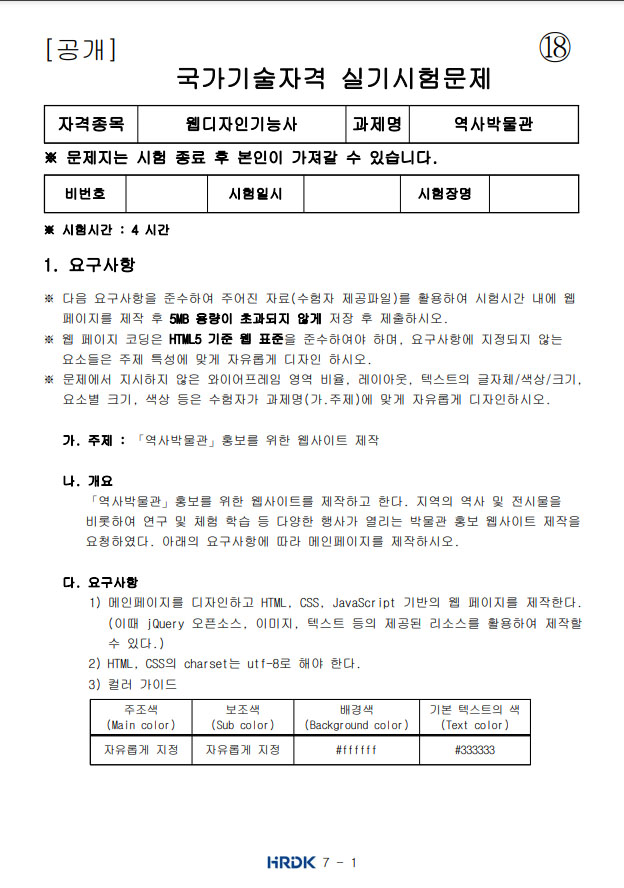 [공개]
⑱
국가기술자격 실기시험문제
자격종목 웹디자인기능사 과제명 역사박물관
※ 문제지는 시험 종료 후 본인이 가져갈 수 있습니다.
비번호 시험일시 시험장명
※ 시험시간 : 4 시간
1. 요구사항
※ 다음 요구사항을 준수하여 주어진 자료(수험자 제공파일)를 활용하여 시험시간 내에 웹
페이지를 제작 후 5MB 용량이 초과되지 않게 저장 후 제출하시오.
※ 웹 페이지 코딩은 HTML5 기준 웹 표준을 준수하여야 하며, 요구사항에 지정되지 않는
요소들은 주제 특성에 맞게 자유롭게 디자인 하시오.
※ 문제에서 지시하지 않은 와이어프레임 영역 비율, 레이아웃, 텍스트의 글자체/색상/크기,
요소별 크기, 색상 등은 수험자가 과제명(가.주제)에 맞게 자유롭게 디자인하시오.
가. 주제 : 「역사박물관」 홍보를 위한 웹사이트 제작
나. 개요
「역사박물관」홍보를 위한 웹사이트를 제작하고 한다. 지역의 역사 및 전시물을
비롯하여 연구 및 체험 학습 등 다양한 행사가 열리는 박물관 홍보 웹사이트 제작을
요청하였다. 아래의 요구사항에 따라 메인페이지를 제작하시오.
다. 요구사항
1) 메인페이지를 디자인하고 HTML, CSS, JavaScript 기반의 웹 페이지를 제작한다.
(이때 jQuery 오픈소스, 이미지, 텍스트 등의 제공된 리소스를 활용하여 제작할
수 있다.)
2) HTML, CSS의 charset는 utf-8로 해야 한다.
3) 컬러 가이드
주조색 보조색 배경색 기본 텍스트의 색
(Main color) (Sub color) (Background color) (Text color)
자유롭게 지정 자유롭게 지정 #ffffff #333333
HRDK 7 - 1